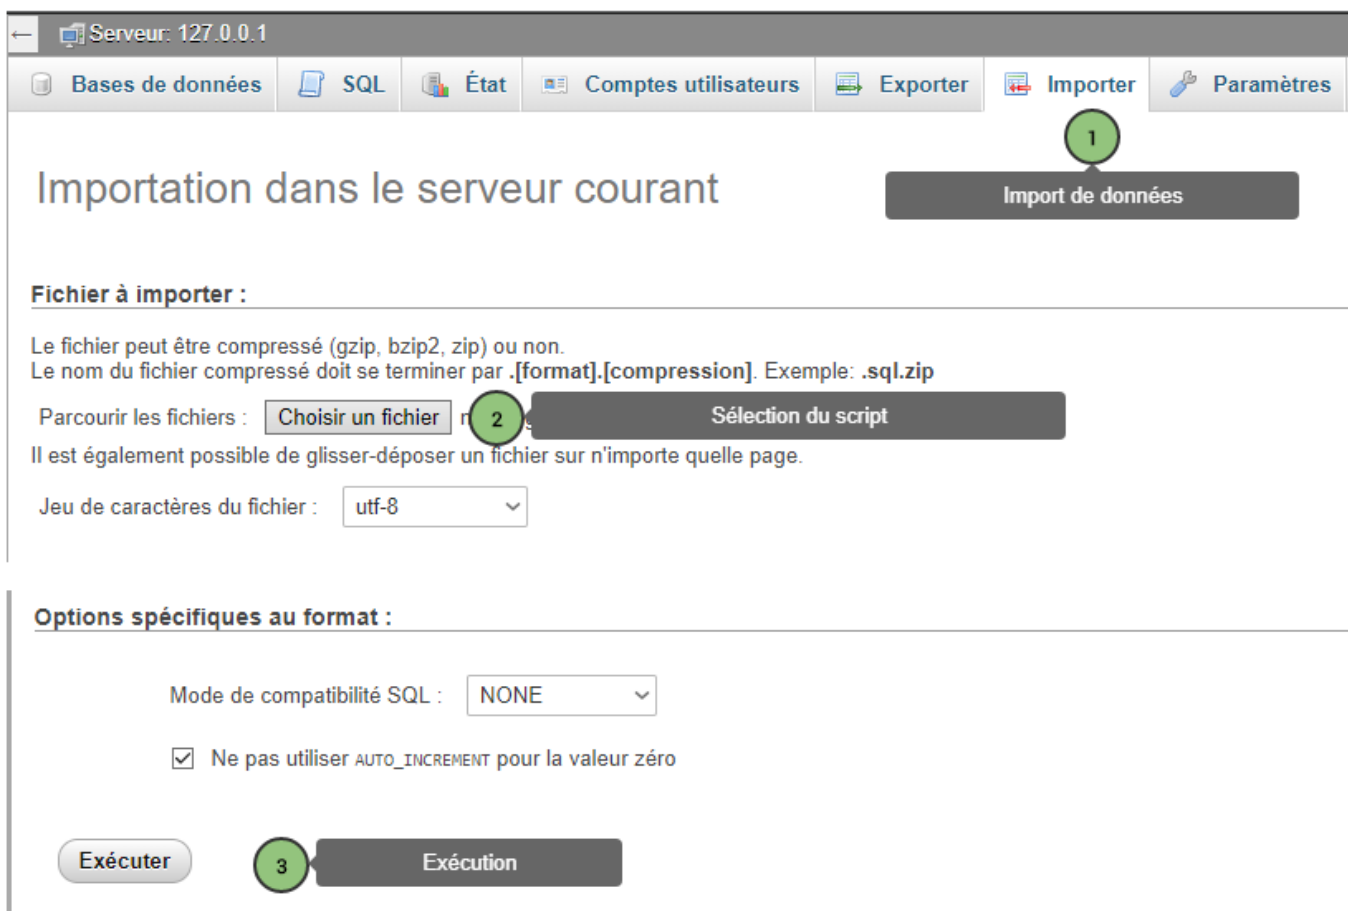 ← Serveur: 127.0.0.1
Bases de données SQL État Comptes utilisateurs Exporter Importer Paramètres
1
Importation dans le serveur courant
Import de données
Fichier à importer :
Le fichier peut être compressé (gzip, bzip2, zip) ou non.
Le nom du fichier compressé doit se terminer par .[format].[compression]. Exemple: .sql.zip
Parcourir les fichiers : Choisir un fichier 2 Sélection du script
Il est également possible de glisser-déposer un fichier sur n'importe quelle page.
Jeu de caractères du fichier : utf-8
Options spécifiques au format :
Mode de compatibilité SQL : NONE
Ne pas utiliser AUTO_INCREMENT pour la valeur zéro
Exécuter 3 Exécution